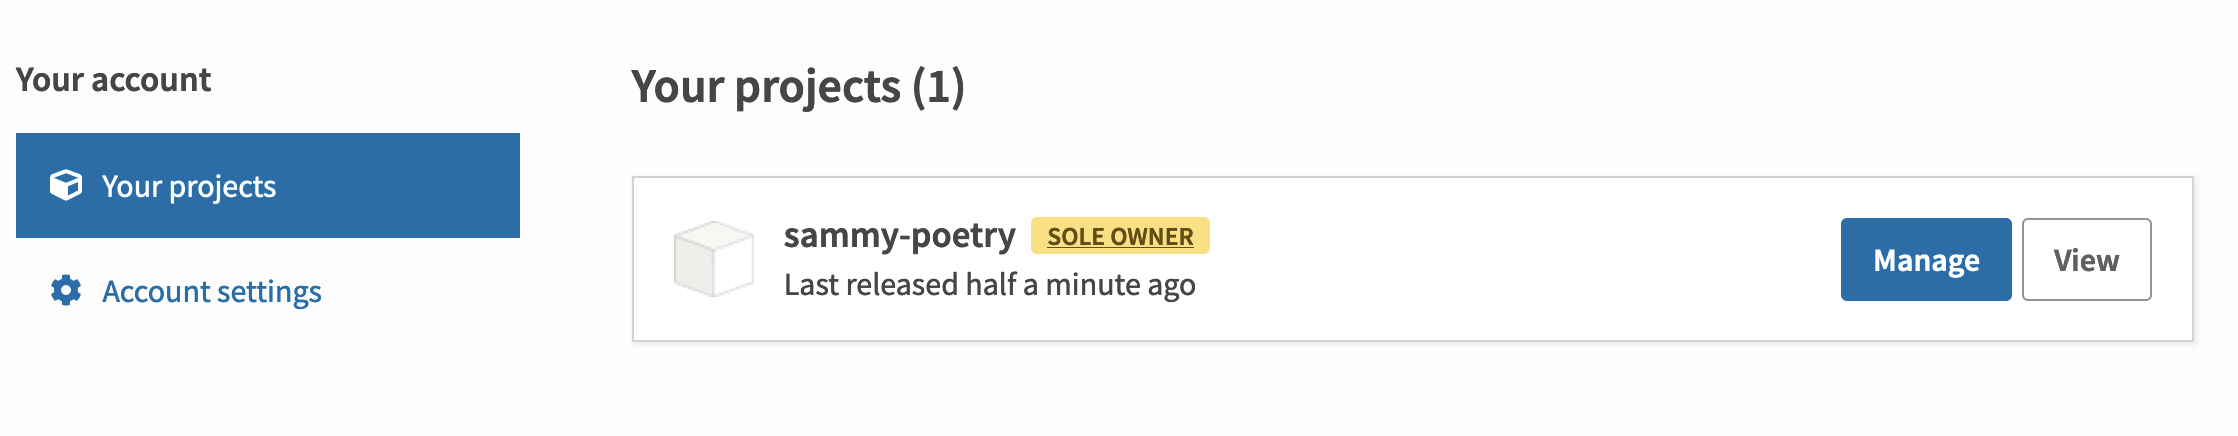 Your account
Your projects
Account settings
Your projects (1)
sammy-poetry SOLE OWNER
Last released half a minute ago
Manage View